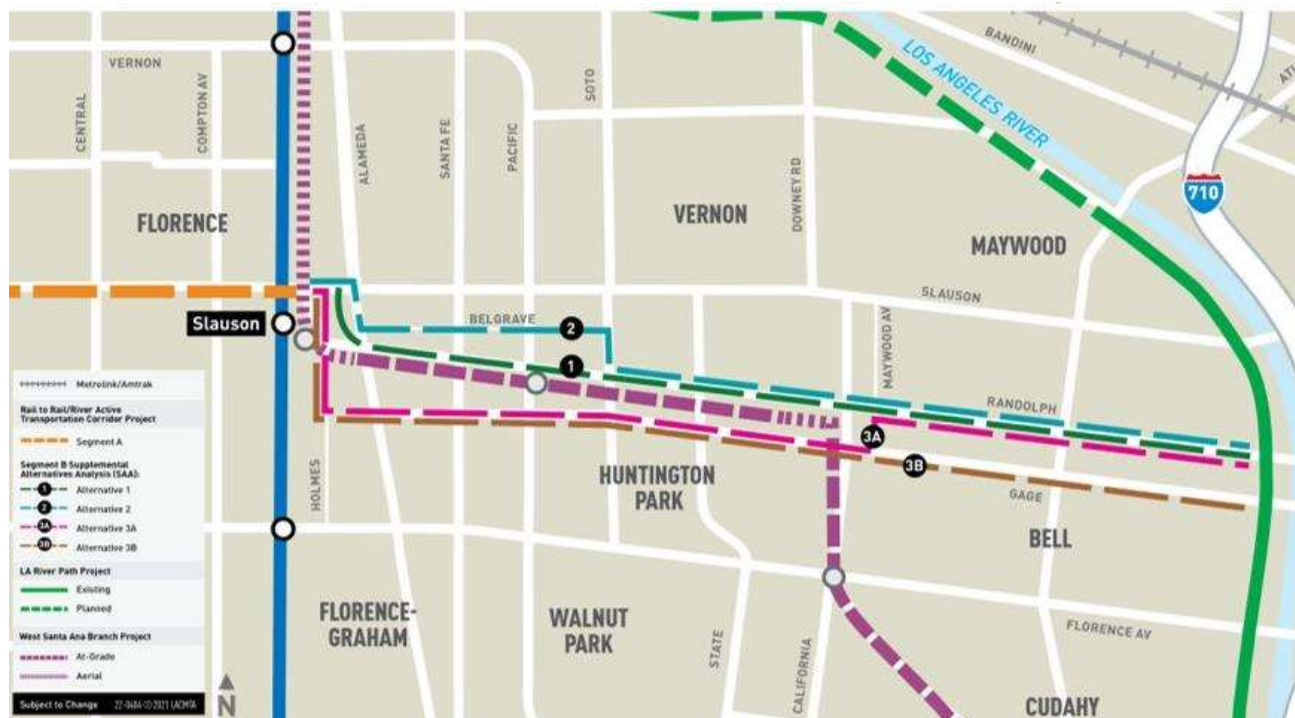 BANDINI
LOS ANGELES RIVER
VERNON
CENTRAL
COMPTON AV
ALAMEDA
SANTA FE
PACIFIC
SOTO
DOWNEY RD
710
FLORENCE
VERNON
MAYWOOD
SLAUSON
Slauson
BELGRAVE
2
1
MAYWOOD AV
RANDOLPH
3A
3B
GAGE
HOLMES
HUNTINGTON
PARK
BELL
FLORENCE-
GRAHAM
WALNUT
PARK
STATE
CALIFORNIA
FLORENCE AV
CUDAHY
Metrolink/Amtrak
Rail to Rail/River Active
Transportation Corridor Project
Segment A
Segment B Supplemental
Alternatives Analysis (SAA):
1 Alternative 1
2 Alternative 2
3A Alternative 3A
3B Alternative 3B
LA River Path Project
Existing
Planned
West Santa Ana Branch Project
At-Grade
Aerial
Subject to Change 22-0404 © 2021 LACMTA
N